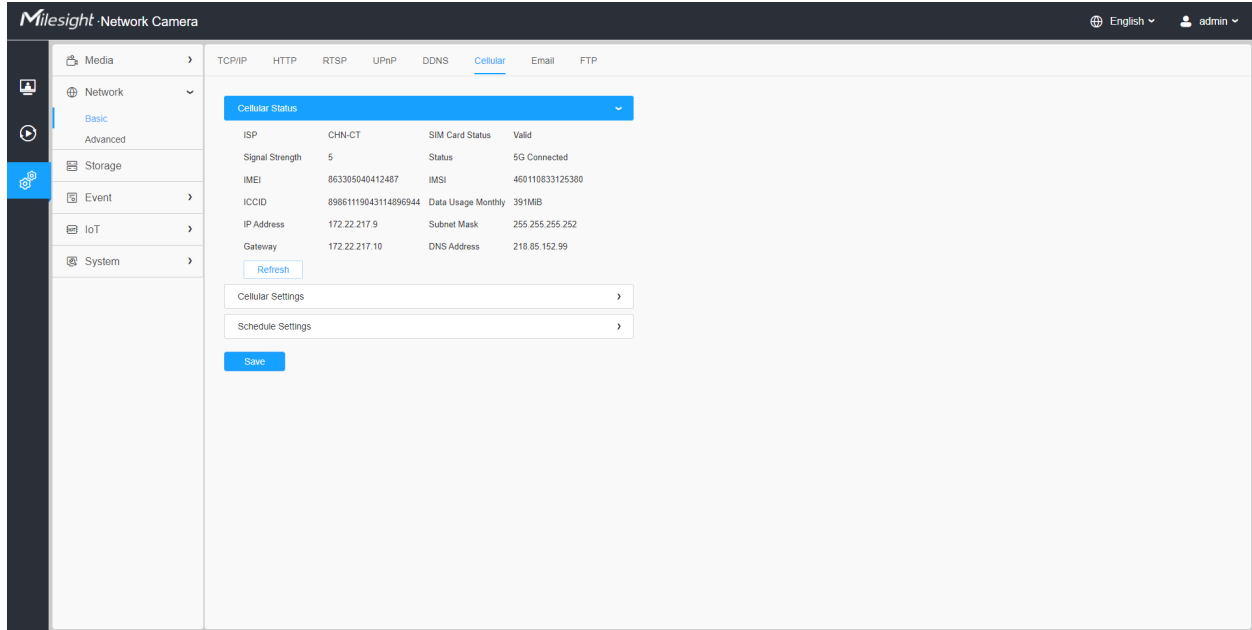 Milesight ·Network Camera
English
admin
Media
Network
Basic
Advanced
Storage
Event
IoT
System
TCP/IP HTTP RTSP UPnP DDNS Cellular Email FTP
Cellular Status
ISP CHN-CT SIM Card Status Valid
Signal Strength 5 Status 5G Connected
IMEI 863305040412487 IMSI 460110833125380
ICCID 89861119043114896944 Data Usage Monthly 391MiB
IP Address 172.22.217.9 Subnet Mask 255.255.255.252
Gateway 172.22.217.10 DNS Address 218.85.152.99
Refresh
Cellular Settings
Schedule Settings
Save